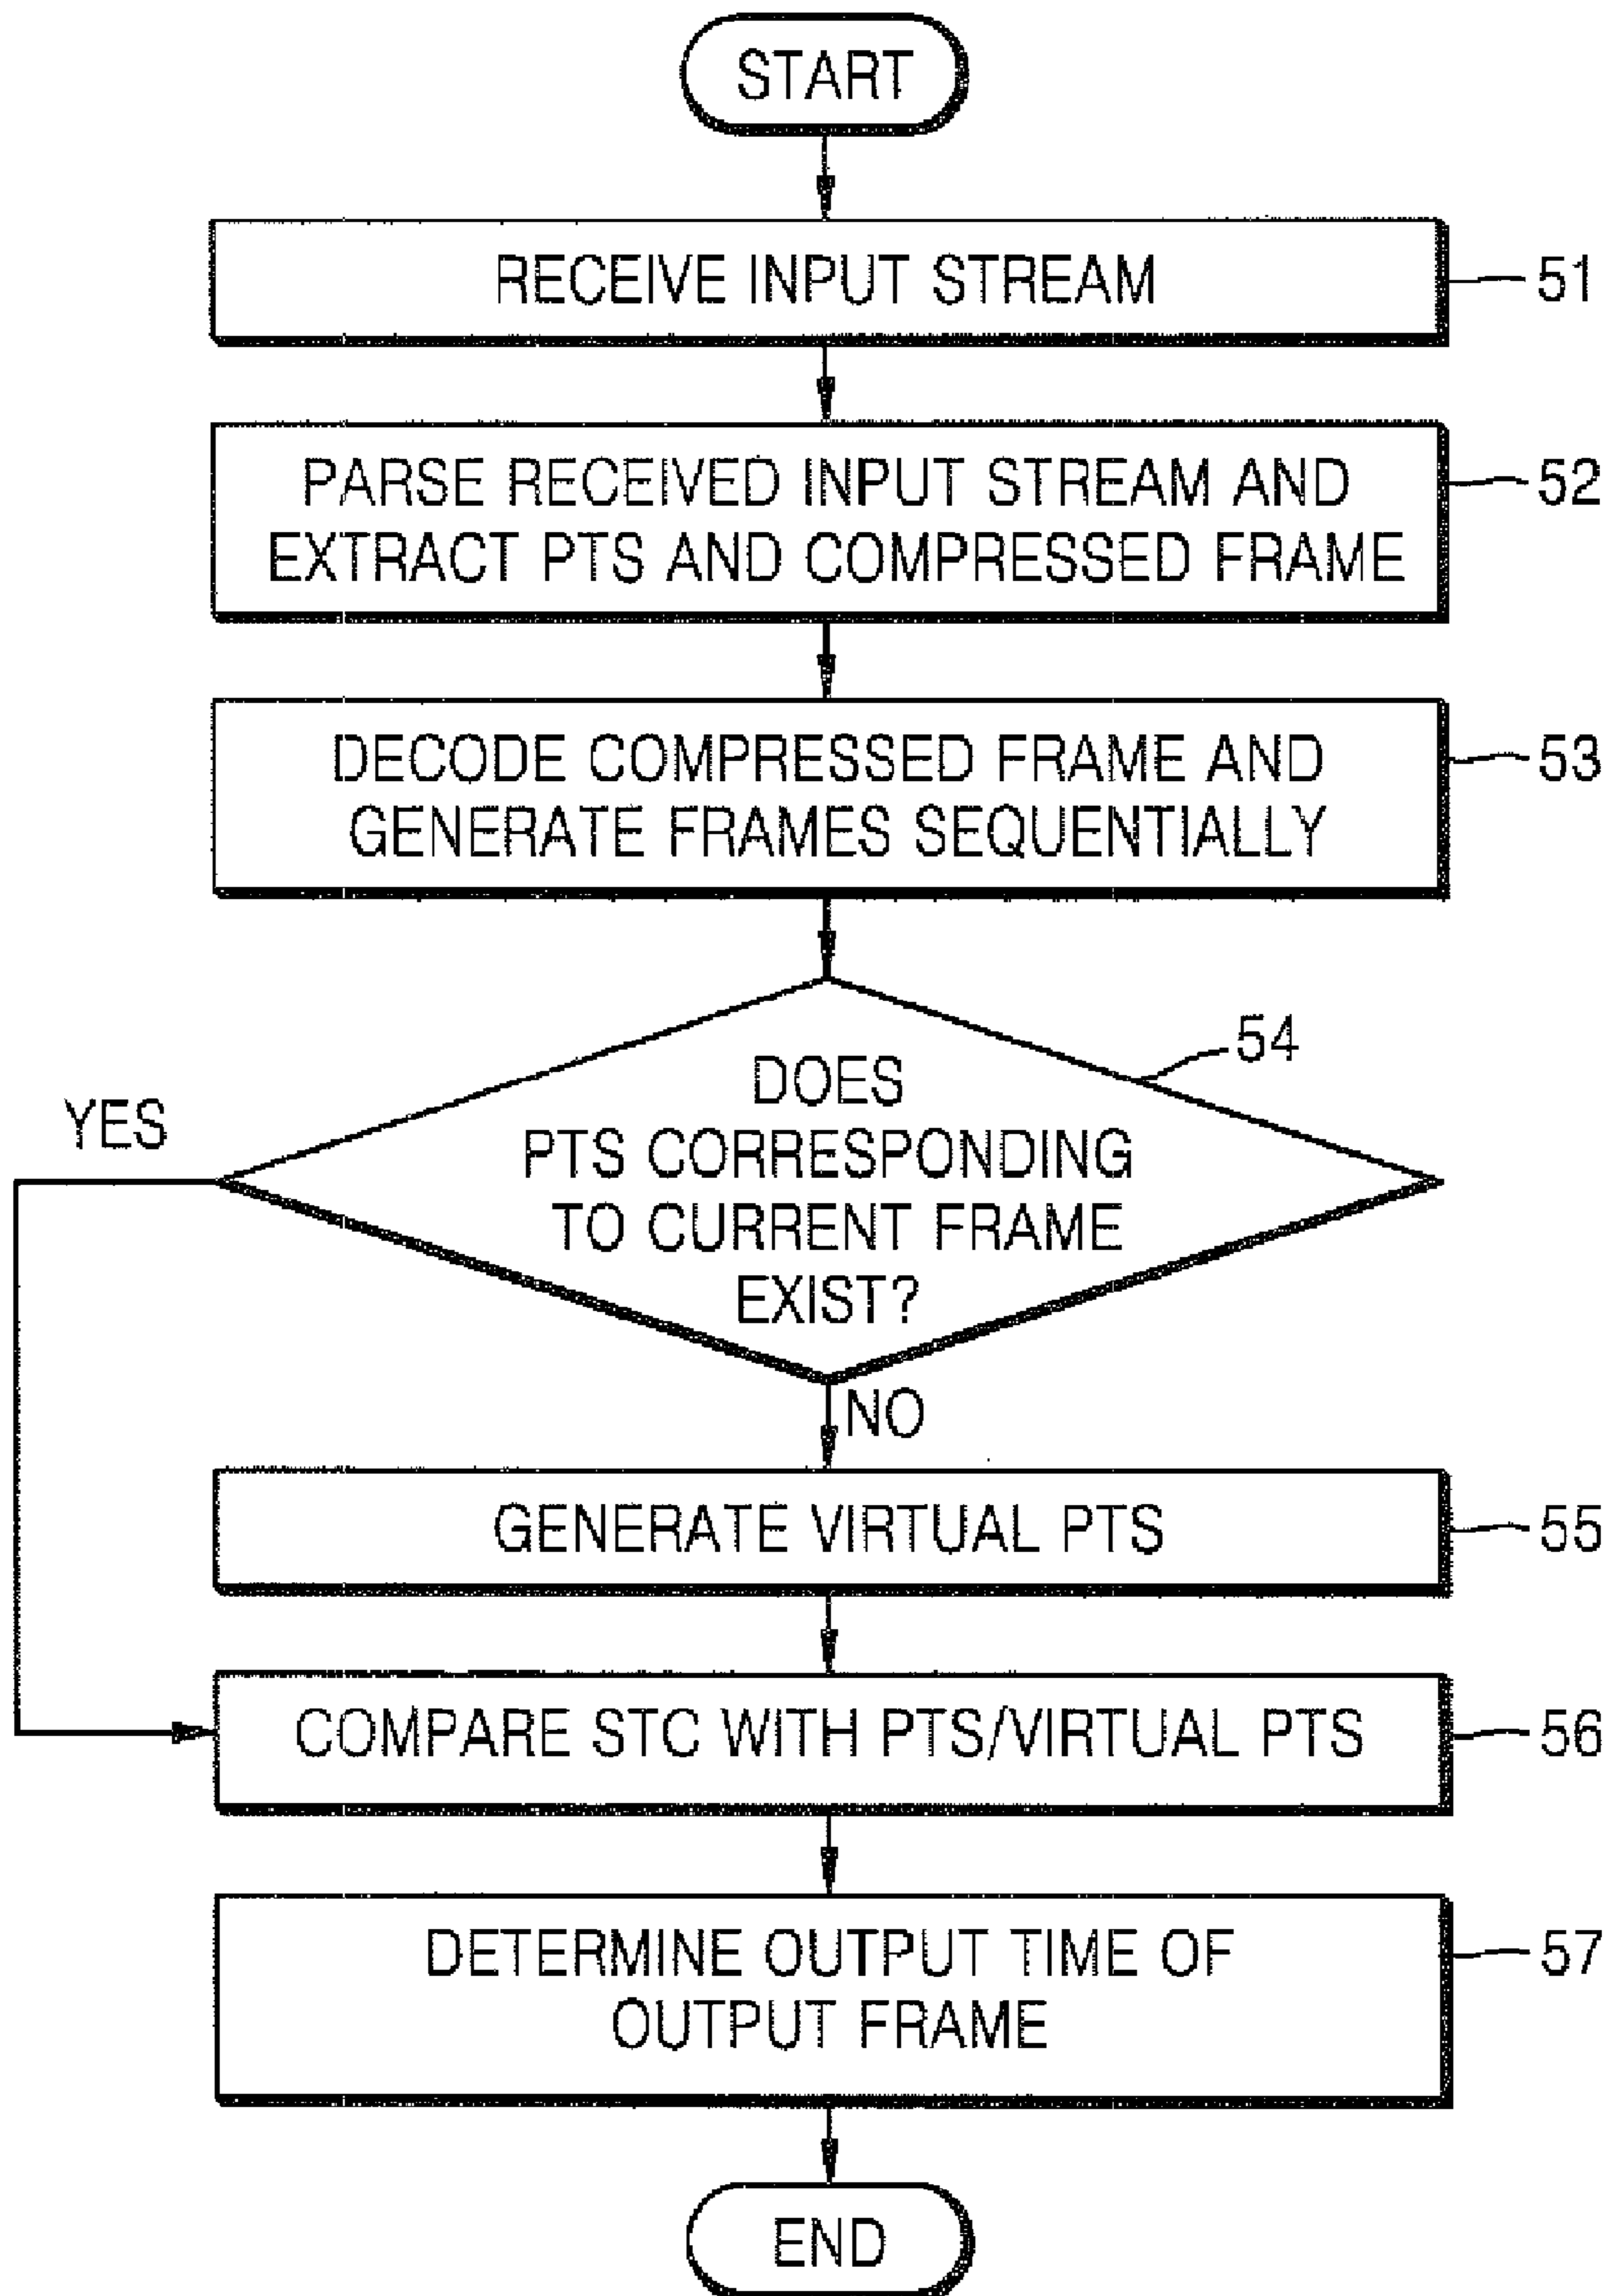 START
RECEIVE INPUT STREAM
51
PARSE RECEIVED INPUT STREAM AND
EXTRACT PTS AND COMPRESSED FRAME
52
DECODE COMPRESSED FRAME AND
GENERATE FRAMES SEQUENTIALLY
53
54
DOES
PTS CORRESPONDING
TO CURRENT FRAME
EXIST?
YES
NO
GENERATE VIRTUAL PTS
55
COMPARE STC WITH PTS/VIRTUAL PTS
56
DETERMINE OUTPUT TIME OF
OUTPUT FRAME
57
END